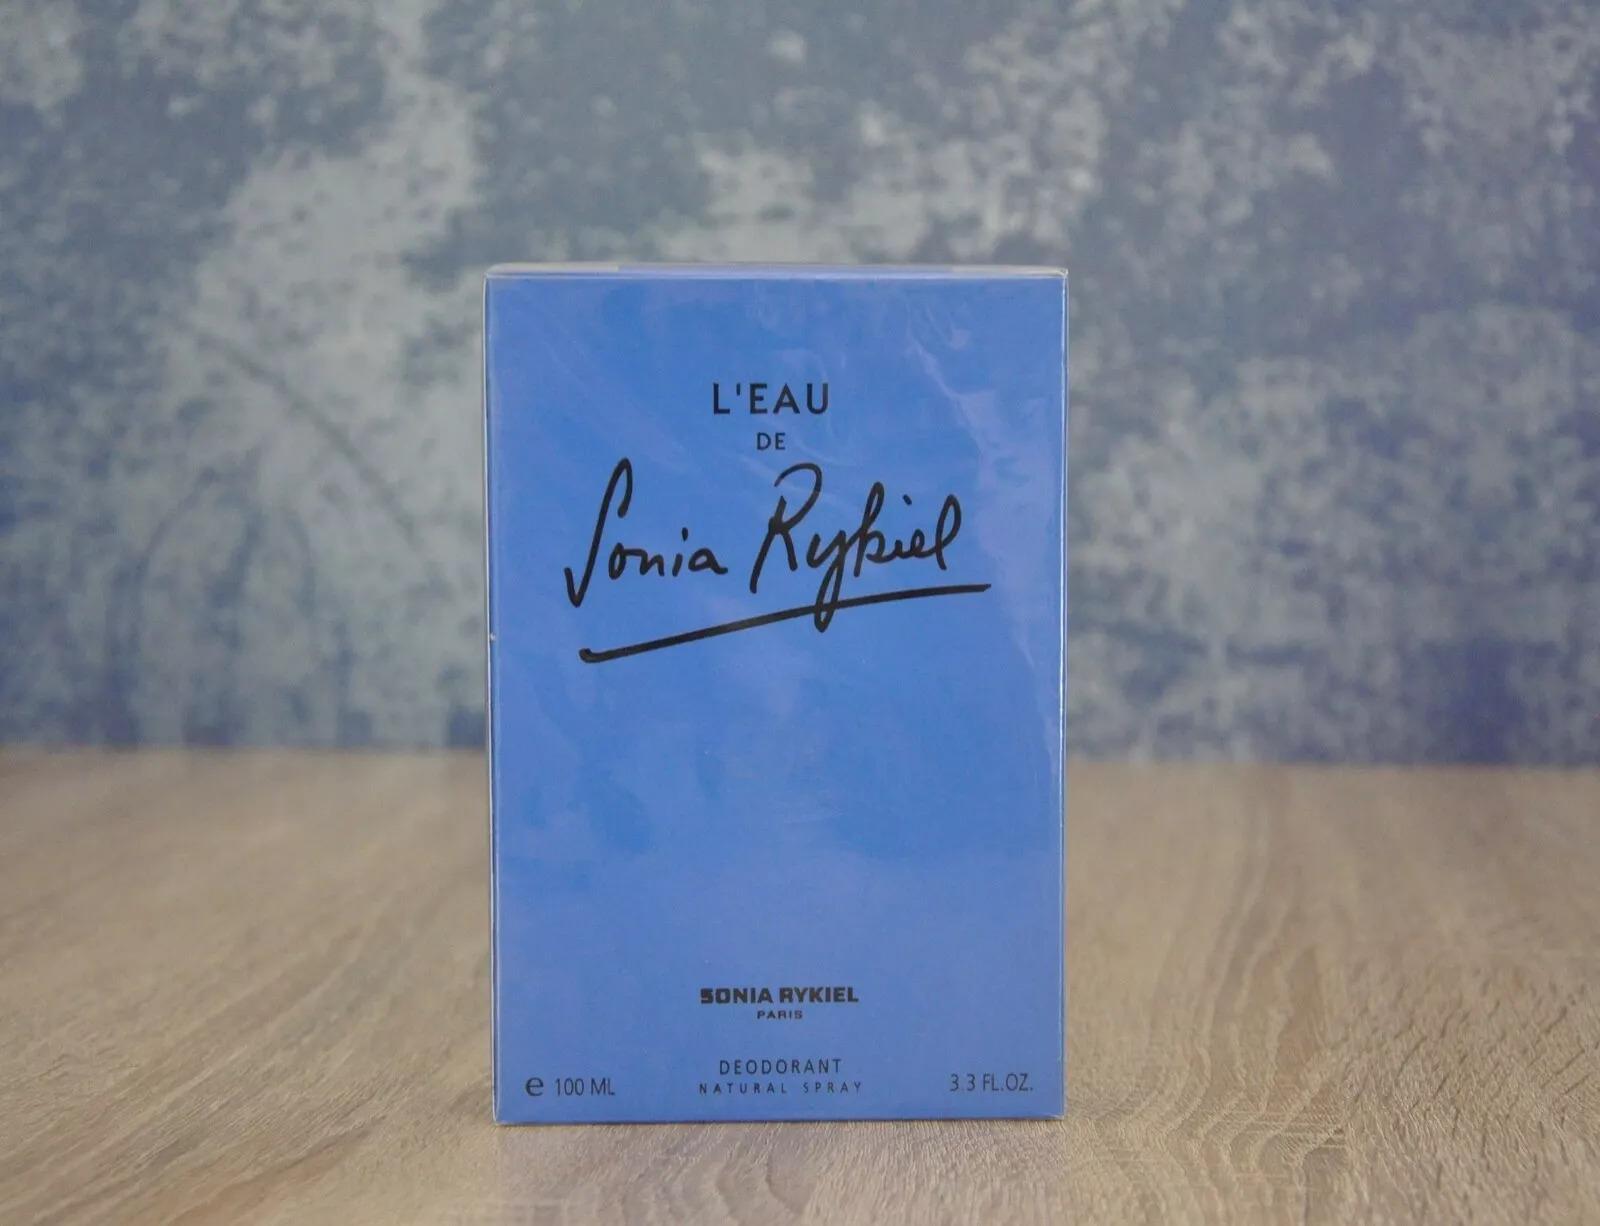 L'EAU
DE
Sonia Rykiel
SONIA RYKIEL
PARIS
DEODORANT
NATURAL SPRAY
e 100 ML
3.3 FL.OZ.